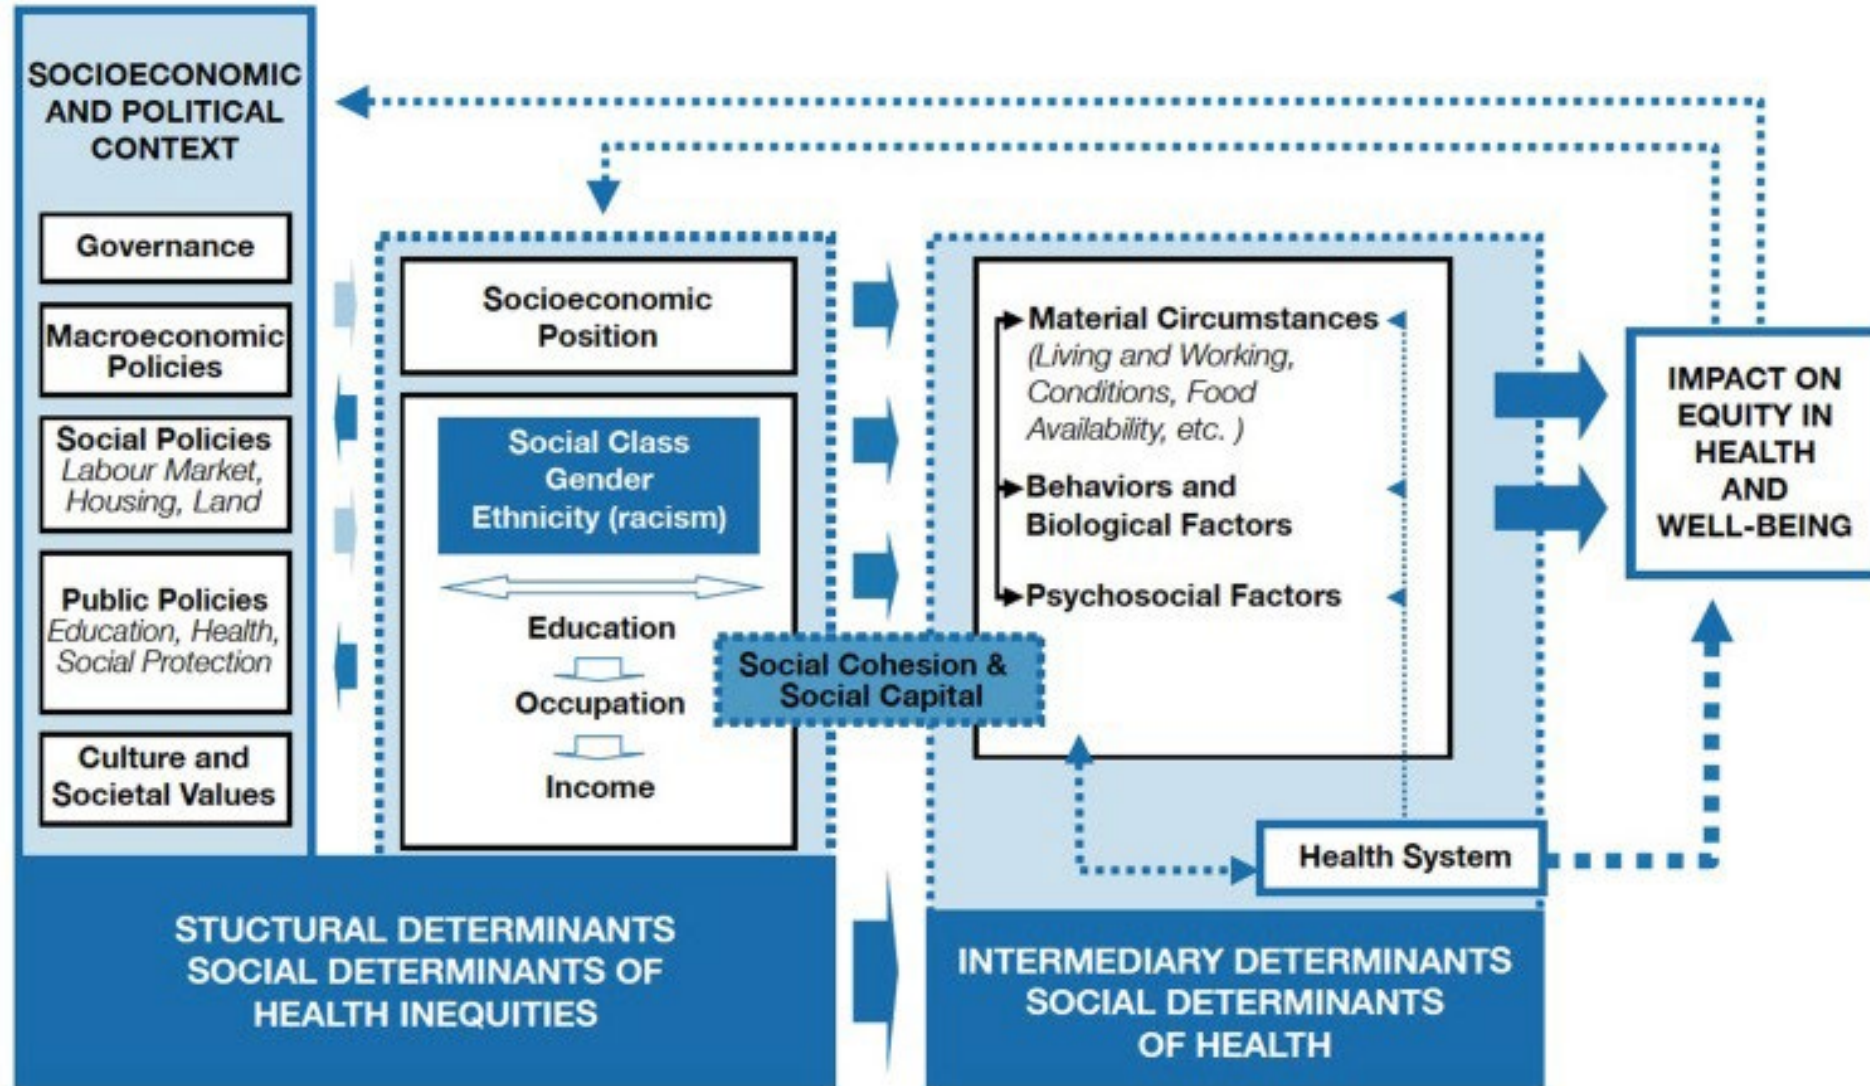 SOCIOECONOMIC
AND POLITICAL
CONTEXT
Governance
Macroeconomic
Policies
Social Policies
Labour Market,
Housing, Land
Public Policies
Education, Health,
Social Protection
Culture and
Societal Values
Socioeconomic
Position
Social Class
Gender
Ethnicity (racism)
Education
Occupation
Income
Social Cohesion &
Social Capital
Material Circumstances
(Living and Working,
Conditions, Food
Availability, etc. )
Behaviors and
Biological Factors
Psychosocial Factors
Health System
IMPACT ON
EQUITY IN
HEALTH
AND
WELL-BEING
STUCTURAL DETERMINANTS
SOCIAL DETERMINANTS OF
HEALTH INEQUITIES
INTERMEDIARY DETERMINANTS
SOCIAL DETERMINANTS
OF HEALTH